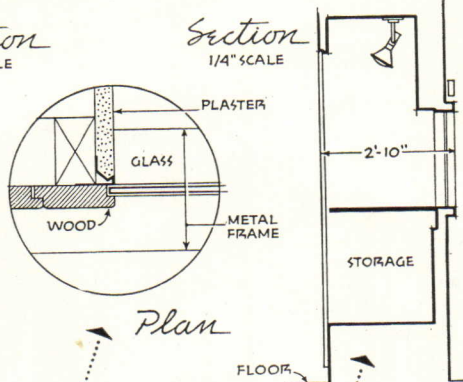 Section
1/4" SCALE
PLASTER
GLASS
2'-10"
WOOD
METAL
FRAME
STORAGE
Plan
FLOOR